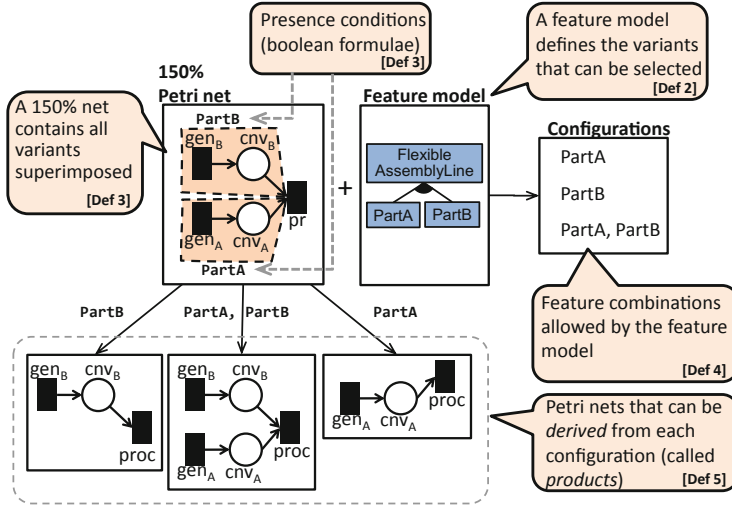 Presence conditions
(boolean formulae)
[Def 3]
A feature model
defines the variants
that can be selected
[Def 2]
150%
Petri net
Feature model
Configurations
A 150% net
contains all
variants
superimposed
[Def 3]
PartB
gen_B cnv_B
pr
gen_A cnv_A
PartA
+
Flexible
AssemblyLine
PartA PartB
PartA
PartB
PartA, PartB
Feature combinations
allowed by the feature
model
[Def 4]
PartB
PartA, PartB
PartA
gen_B cnv_B
proc
gen_B cnv_B
gen_A cnv_A proc
gen_A cnv_A proc
Petri nets that can be
derived from each
configuration (called
products)
[Def 5]